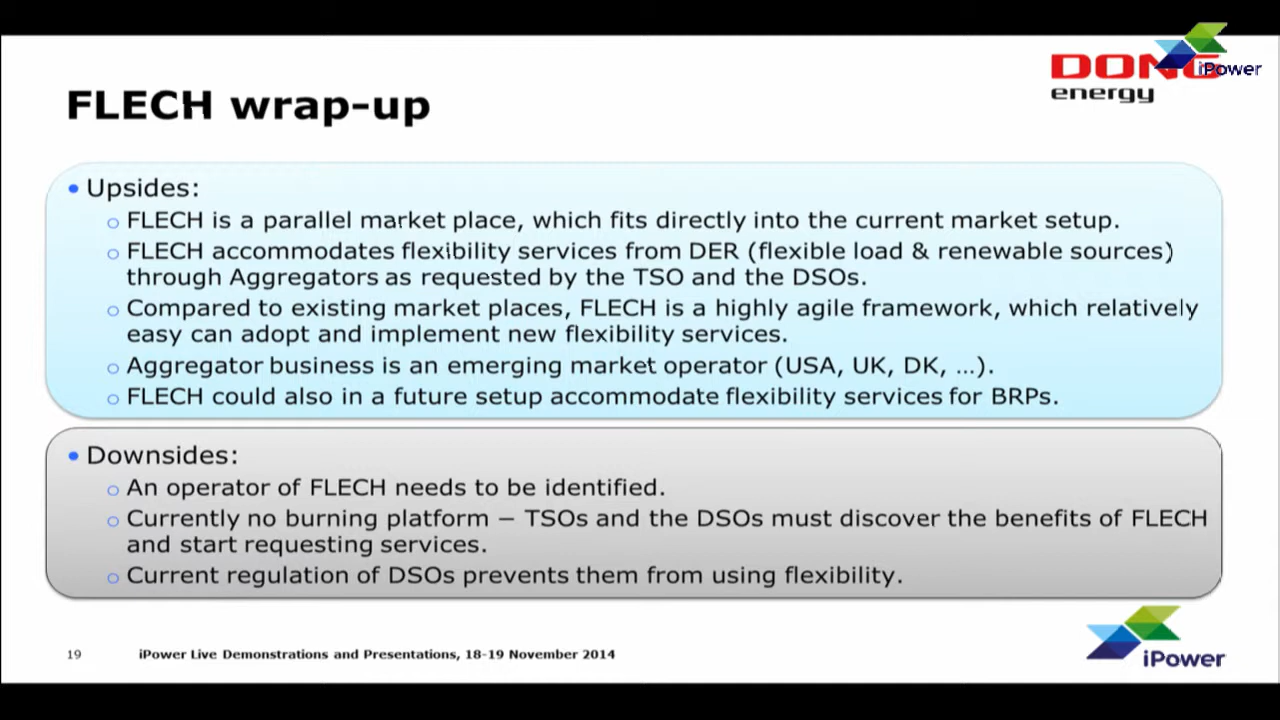 DONG
energy
iPower
FLECH wrap-up
• Upsides:
o FLECH is a parallel market place, which fits directly into the current market setup.
o FLECH accommodates flexibility services from DER (flexible load & renewable sources)
through Aggregators as requested by the TSO and the DSOs.
o Compared to existing market places, FLECH is a highly agile framework, which relatively
easy can adopt and implement new flexibility services.
o Aggregator business is an emerging market operator (USA, UK, DK, …).
o FLECH could also in a future setup accommodate flexibility services for BRPs.
• Downsides:
o An operator of FLECH needs to be identified.
o Currently no burning platform – TSOs and the DSOs must discover the benefits of FLECH
and start requesting services.
o Current regulation of DSOs prevents them from using flexibility.
19 iPower Live Demonstrations and Presentations, 18-19 November 2014
iPower